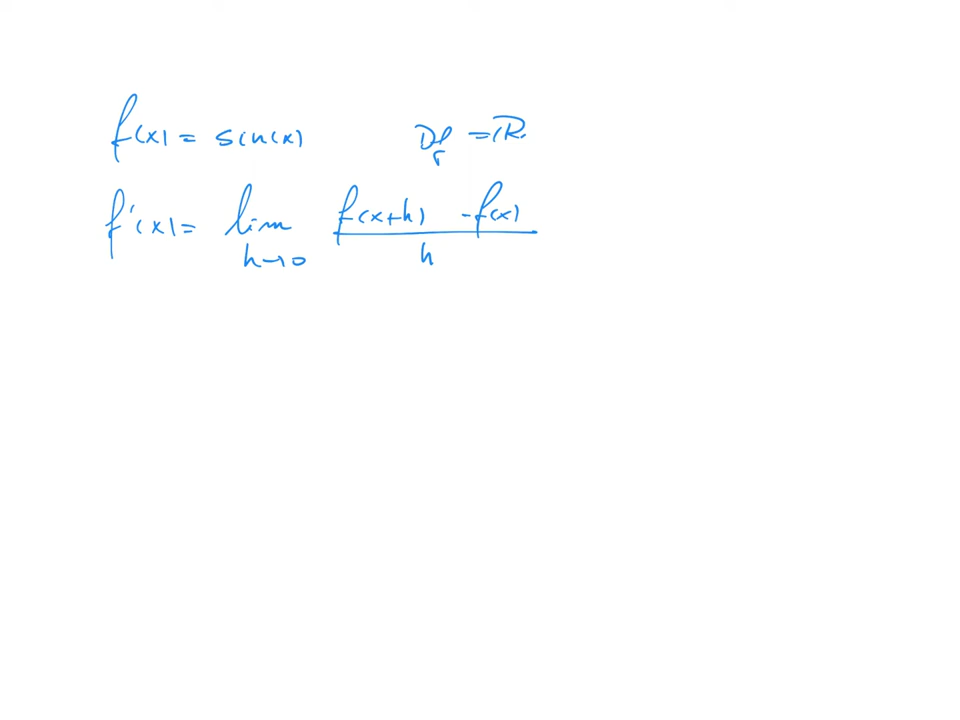 f(x) = sin(x) Df = ℝ.
f'(x) = lim h→0 f(x+h) - f(x) / h